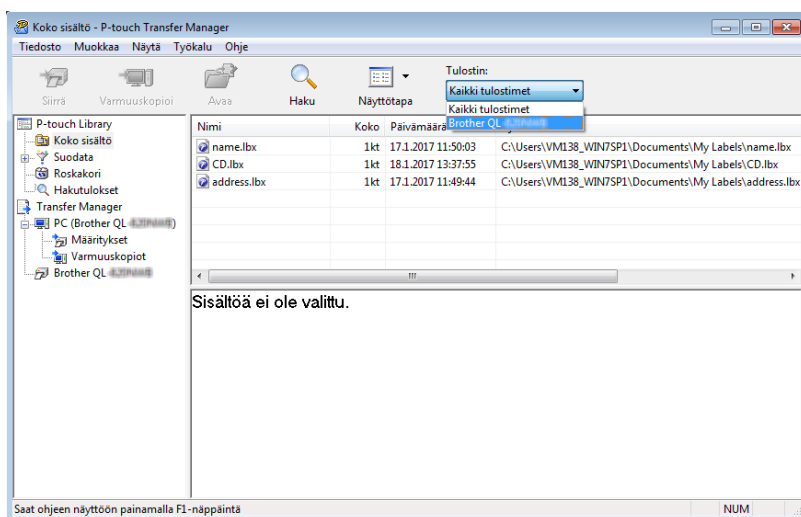 Koko sisältö - P-touch Transfer Manager
Tiedosto Muokkaa Näytä Työkalu Ohje
Siirrä Varmuuskopioi Avaa Haku Näyttötapa
Tulostin:
Kaikki tulostimet
Kaikki tulostimet
Brother QL
P-touch Library
Koko sisältö
Suodata
Roskakori
Hakutulokset
Transfer Manager
PC (Brother QL )
Määritykset
Varmuuskopiot
Brother QL
Nimi Koko Päivämäärä
name.lbx 1kt 17.1.2017 11:50:03 C:\Users\VM138_WIN7SP1\Documents\My Labels\name.lbx
CD.lbx 1kt 18.1.2017 13:37:55 C:\Users\VM138_WIN7SP1\Documents\My Labels\CD.lbx
address.lbx 1kt 17.1.2017 11:49:44 C:\Users\VM138_WIN7SP1\Documents\My Labels\address.lbx
Sisältöä ei ole valittu.
Saat ohjeen näyttöön painamalla F1-näppäintä NUM